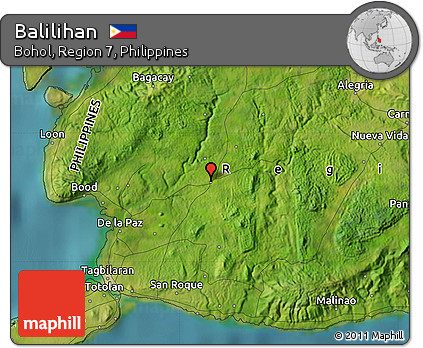 Balilihan
Bohol, Region 7, Philippines
Bagacay
Alegria
PHILIPPINES
Loon
Carr
Nueva Vida
R e g i
Bood
Pan
De la Paz
Tagbilaran
Totolan
San Roque
Malinao
maphill
© 2011 Maphill